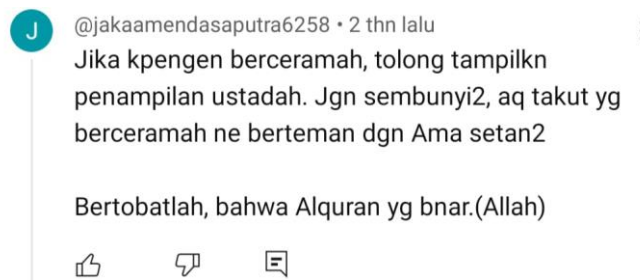 J
@jakaamendasaputra6258 • 2 thn lalu
Jika kpengen berceramah, tolong tampilkn
penampilan ustadah. Jgn sembunyi2, aq takut yg
berceramah ne berteman dgn Ama setan2
Bertobatlah, bahwa Alquran yg bnar.(Allah)